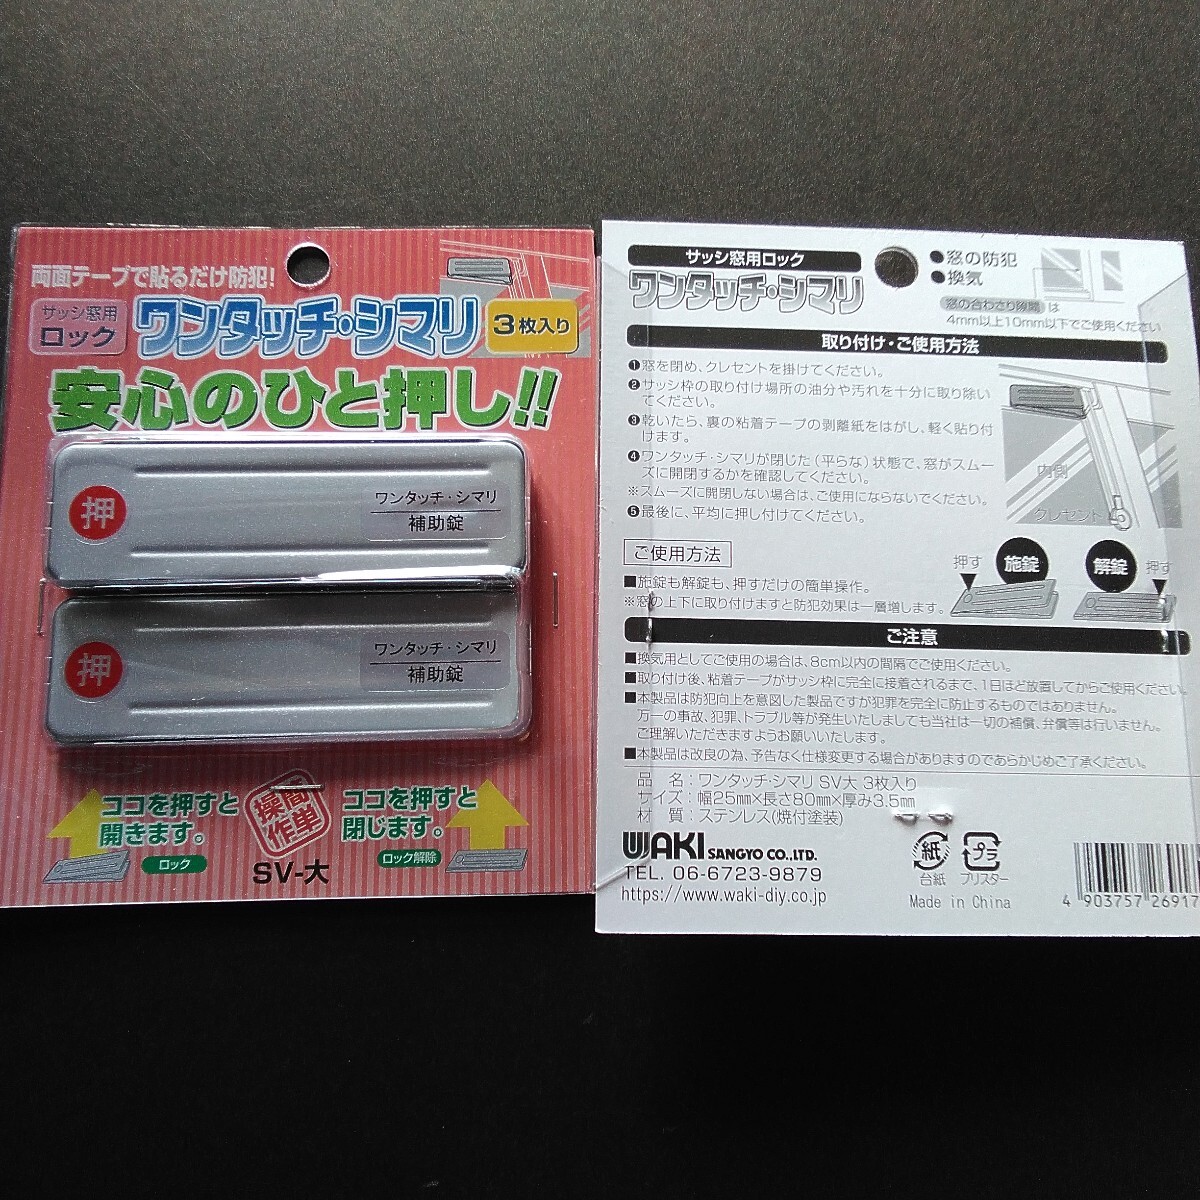 両面テープで貼るだけ防犯!
サッシ窓用
ロック
ワンタッチ・シマリ
3枚入り
安心のひと押し!!
押
ワンタッチ・シマリ
補助錠
押
ワンタッチ・シマリ
補助錠
ココを押すと
開きます。
ロック
簡単
操作
ココを押すと
閉じます。
ロック解除
SV-大
サッシ窓用ロック
ワンタッチ・シマリ
●窓の防犯
●換気
窓の合わさり隙間は
4mm以上10mm以下でご使用ください
取り付け・ご使用方法
❶窓を閉め、クレセントを掛けてください。
❷サッシ枠の取り付け場所の油分や汚れを十分に取り除い
てください。
❸乾いたら、裏の粘着テープの剥離紙をはがし、軽く貼り付
けます。
❹ワンタッチ・シマリが閉じた(平らな)状態で、窓がスムー
ズに開閉するかを確認してください。
※スムーズに開閉しない場合は、ご使用にならないでください。
❺最後に、平均に押し付けてください。
内側
クレセント
ご使用方法
■施錠も解錠も、押すだけの簡単操作。
※窓の上下に取り付けますと防犯効果は一層増します。
押す
施錠
解錠
押す
ご注意
■換気用としてご使用の場合は、8cm以内の間隔でご使用ください。
■取り付け後、粘着テープがサッシ枠に完全に接着されるまで、1日ほど放置してからご使用ください。
■本製品は防犯向上を意図した製品ですが犯罪を完全に防止するものではありません。
万一の事故、犯罪、トラブル等が発生いたしましても当社は一切の補償、弁償等は行いません。
ご理解いただきますようお願いいたします。
■本製品は改良の為、予告なく仕様変更する場合がありますのであらかじめご了承ください。
品 名:ワンタッチ・シマリ SV大 3枚入り
サイズ:幅25mm×長さ80mm×厚み3.5mm
材 質:ステンレス(焼付塗装)
WAKI SANGYO CO.,LTD.
TEL. 06-6723-9879
https://www.waki-diy.co.jp
紙
台紙
プラ
ブリスター
Made in China
4 903757 26917